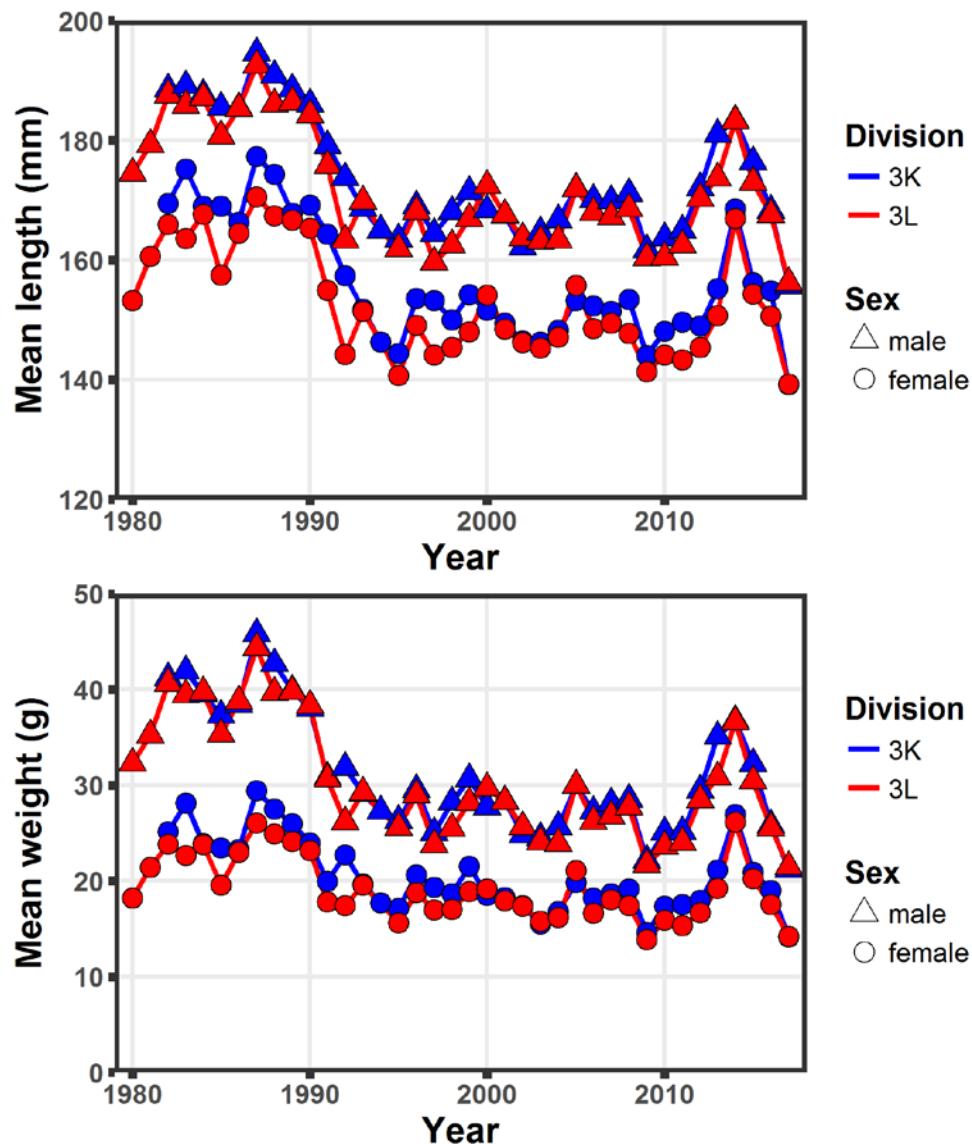 Mean length (mm)
200
180
160
140
120
1980
1990
2000
2010
Year
Division
3K
3L
Sex
male
female
Mean weight (g)
50
40
30
20
10
0
1980
1990
2000
2010
Year
Division
3K
3L
Sex
male
female